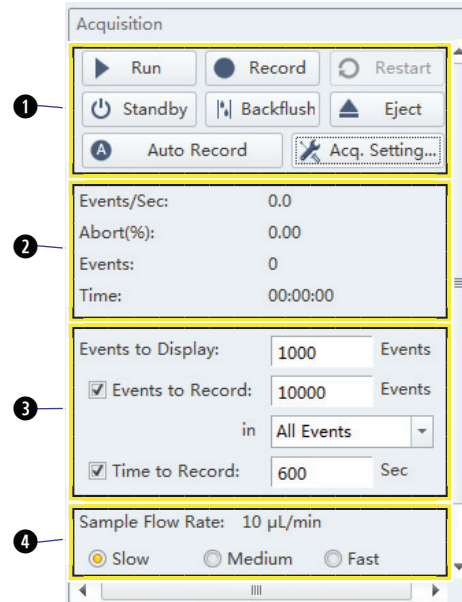 Acquisition
Run Record Restart
1
Standby Backflush Eject
A Auto Record Acq. Setting...
Events/Sec: 0.0
Abort(%): 0.00
2
Events: 0
Time: 00:00:00
Events to Display: 1000 Events
Events to Record: 10000 Events
3
in All Events
Time to Record: 600 Sec
Sample Flow Rate: 10 µL/min
4
Slow Medium Fast